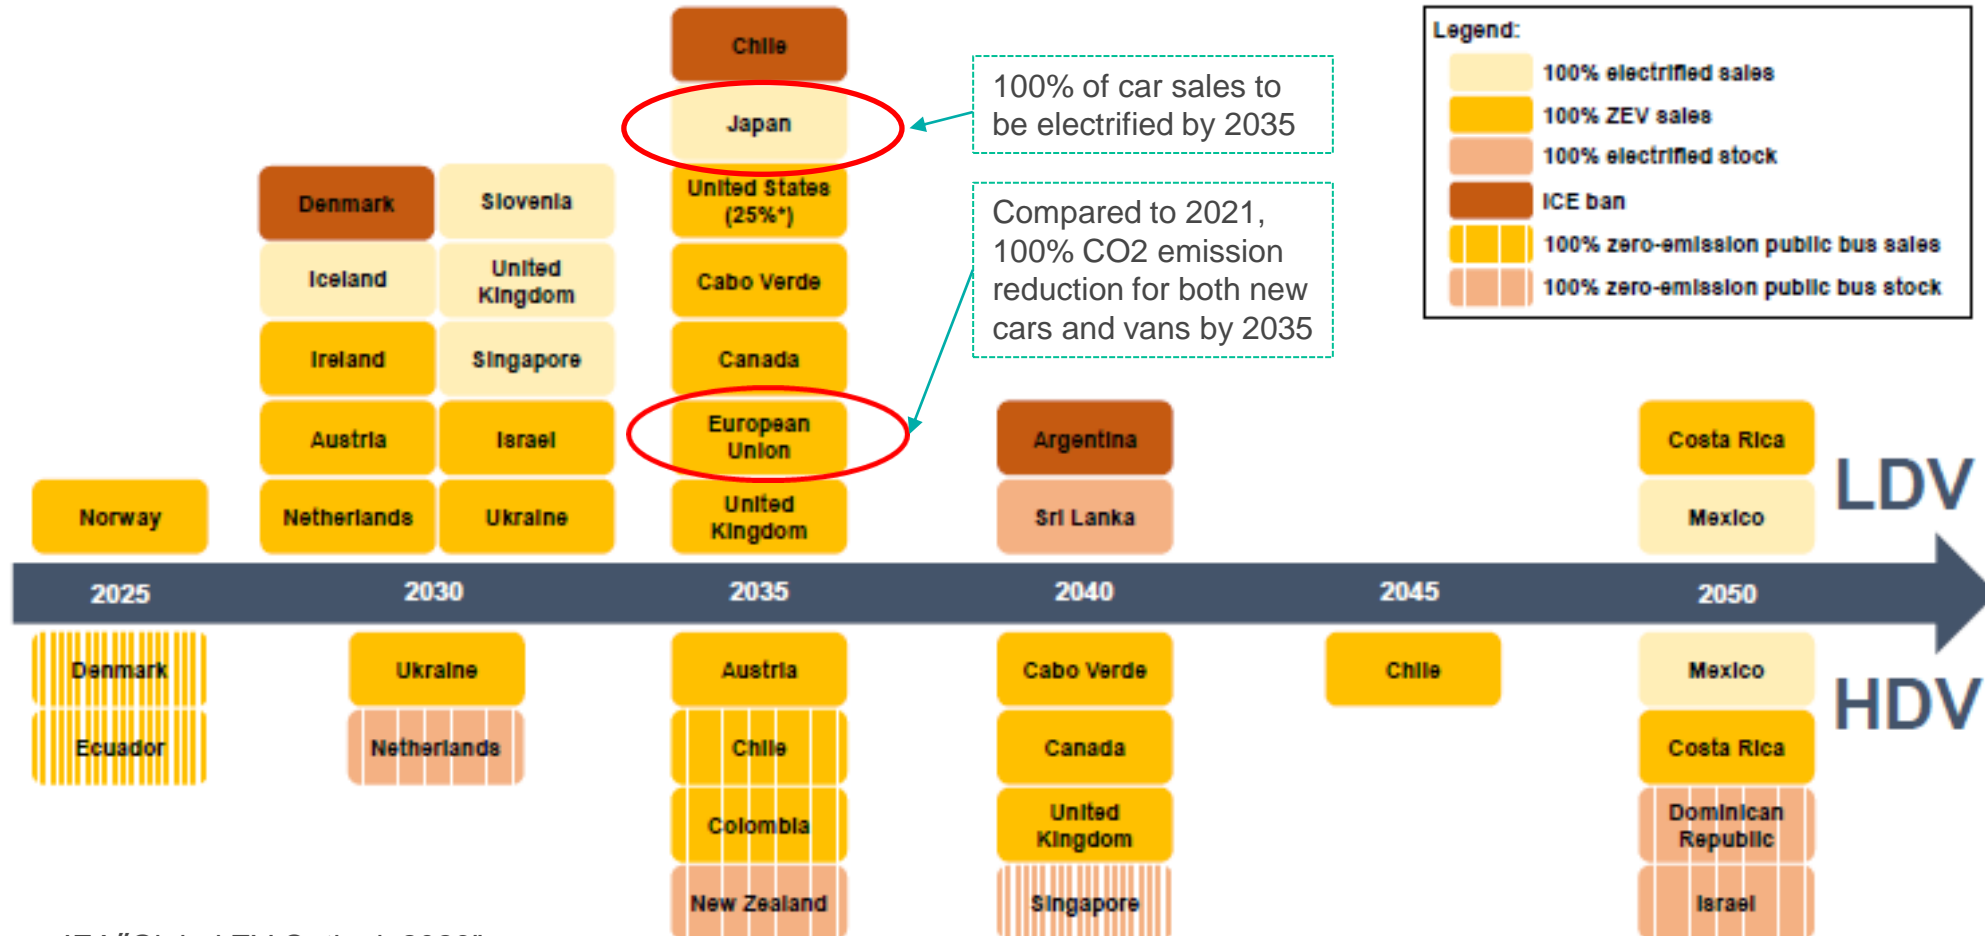 Chile
Japan
United States
(25%*)
Cabo Verde
Canada
European
Union
United
Kingdom
Denmark
Iceland
Ireland
Austria
Netherlands
Slovenia
United
Kingdom
Singapore
Israel
Ukraine
Norway
100% of car sales to
be electrified by 2035
Compared to 2021,
100% CO2 emission
reduction for both new
cars and vans by 2035
Legend:
100% electrified sales
100% ZEV sales
100% electrified stock
ICE ban
100% zero-emission public bus sales
100% zero-emission public bus stock
Argentina
Sri Lanka
Costa Rica
Mexico
LDV
2025
2030
2035
2040
2045
2050
HDV
Denmark
Ecuador
Ukraine
Netherlands
Austria
Chile
Colombia
New Zealand
Cabo Verde
Canada
United
Kingdom
Singapore
Chile
Mexico
Costa Rica
Dominican
Republic
Israel